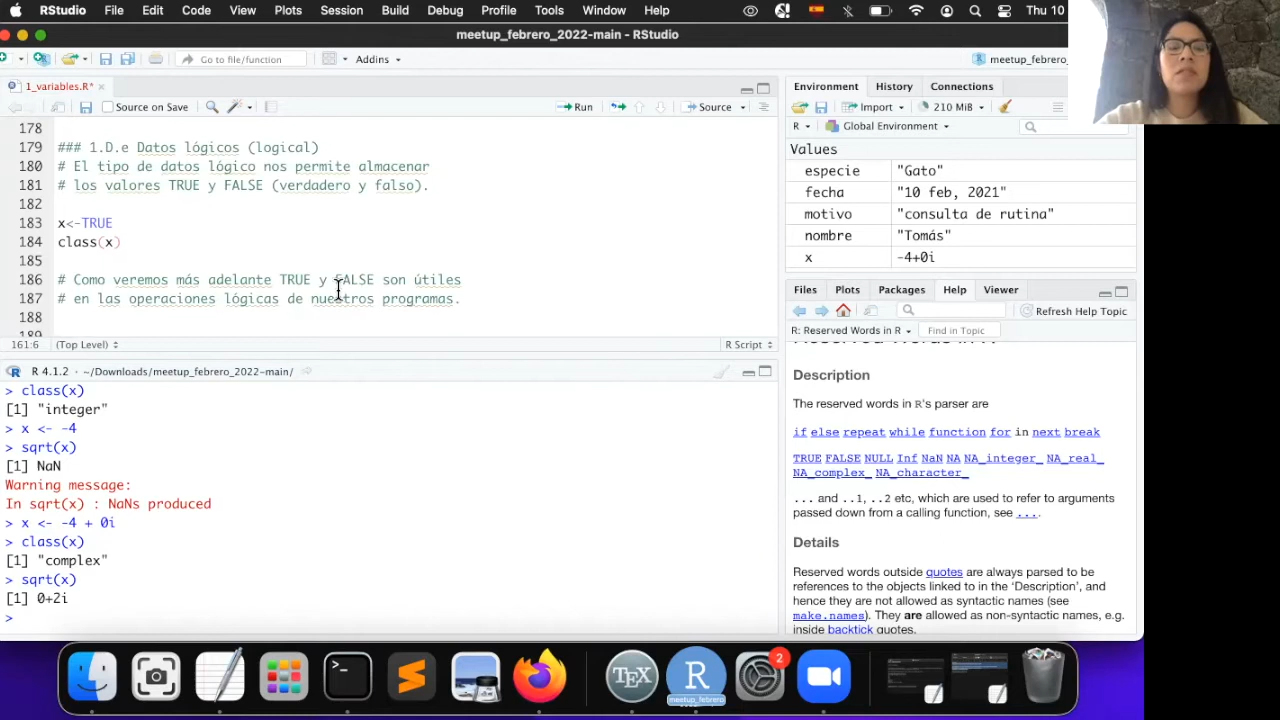 RStudio File Edit Code View Plots Session Build Debug Profile Tools Window Help Thu 10
meetup_febrero_2022-main - RStudio
Go to file/function Addins meetup_febrero
1_variables.R*
Source on Save Run Source
178
179 ### 1.D.e Datos lógicos (logical)
180 # El tipo de datos lógico nos permite almacenar
181 # los valores TRUE y FALSE (verdadero y falso).
182
183 x<-TRUE
184 class(x)
185
186 # Como veremos más adelante TRUE y FALSE son útiles
187 # en las operaciones lógicas de nuestros programas.
188
189
161:6 (Top Level) R Script
R 4.1.2 · ~/Downloads/meetup_febrero_2022-main/
> class(x)
[1] "integer"
> x <- -4
> sqrt(x)
[1] NaN
Warning message:
In sqrt(x) : NaNs produced
> x <- -4 + 0i
> class(x)
[1] "complex"
> sqrt(x)
[1] 0+2i
>
Environment History Connections
Import 210 MiB
R Global Environment
Values
especie "Gato"
fecha "10 feb, 2021"
motivo "consulta de rutina"
nombre "Tomás"
x -4+0i
Files Plots Packages Help Viewer
Refresh Help Topic
R: Reserved Words in R Find in Topic
Reserved Words in R
Description
The reserved words in R's parser are
if else repeat while function for in next break
TRUE FALSE NULL Inf NaN NA NA_integer_ NA_real_
NA_complex_ NA_character_
... and ..1, ..2 etc, which are used to refer to arguments
passed down from a calling function, see ....
Details
Reserved words outside quotes are always parsed to be
references to the objects linked to in the 'Description', and
hence they are not allowed as syntactic names (see
make.names). They are allowed as non-syntactic names, e.g.
inside backtick quotes.
TEX
R
2
meetup_febrero